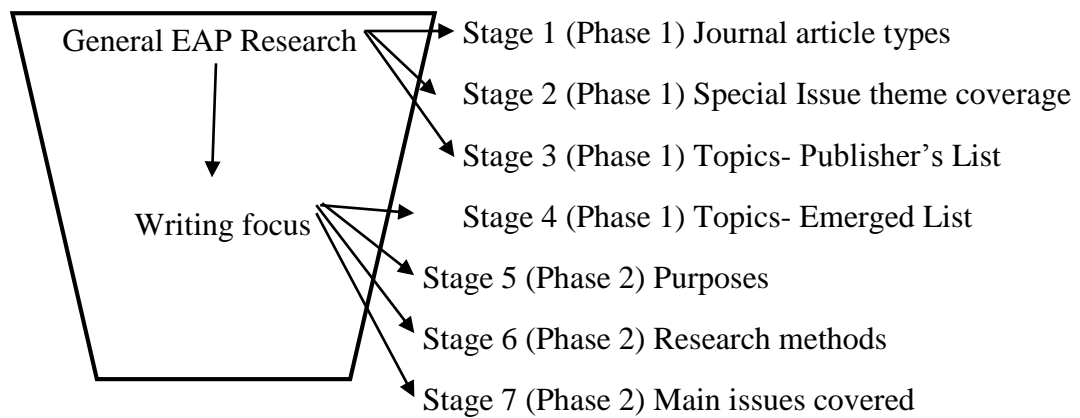 General EAP Research
Stage 1 (Phase 1) Journal article types
Stage 2 (Phase 1) Special Issue theme coverage
Stage 3 (Phase 1) Topics- Publisher’s List
Writing focus
Stage 4 (Phase 1) Topics- Emerged List
Stage 5 (Phase 2) Purposes
Stage 6 (Phase 2) Research methods
Stage 7 (Phase 2) Main issues covered